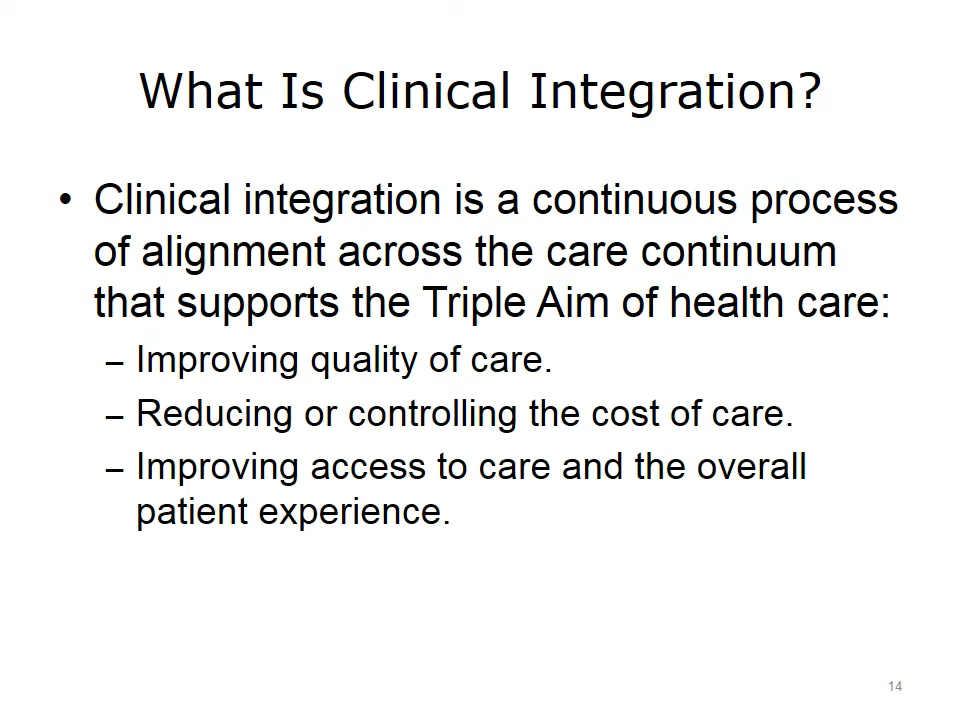 What Is Clinical Integration?
• Clinical integration is a continuous process
of alignment across the care continuum
that supports the Triple Aim of health care:
– Improving quality of care.
– Reducing or controlling the cost of care.
– Improving access to care and the overall
patient experience.
14